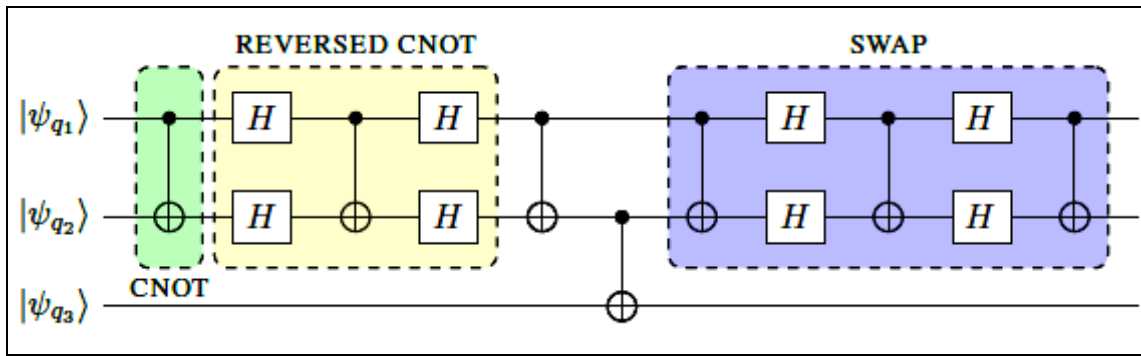 REVERSED CNOT SWAP
|ψq₁⟩ H H H H
|ψq₂⟩ H H H H
CNOT
|ψq₃⟩